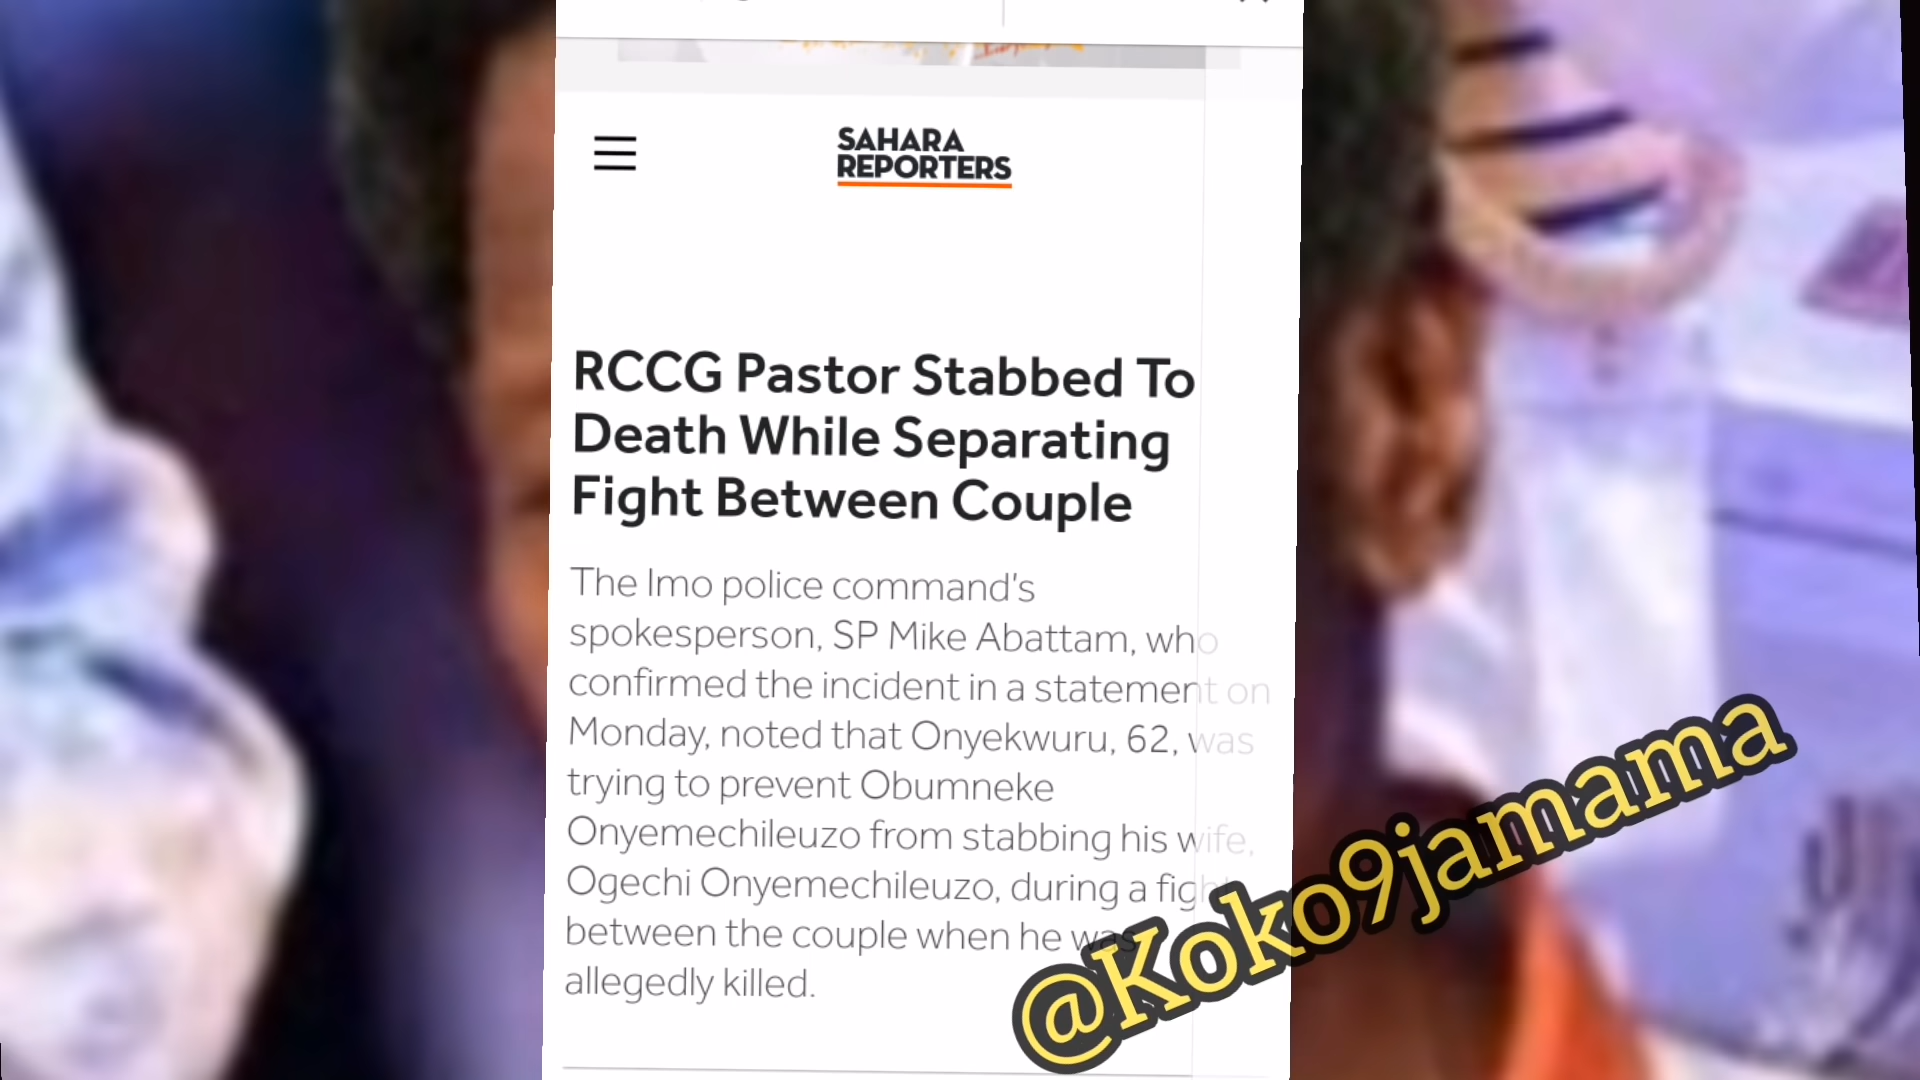 SAHARA
REPORTERS
RCCG Pastor Stabbed To
Death While Separating
Fight Between Couple
The Imo police command's
spokesperson, SP Mike Abattam, who
confirmed the incident in a statement on
Monday, noted that Onyekwuru, 62, was
trying to prevent Obumneke
Onyemechileuzo from stabbing his wife,
Ogechi Onyemechileuzo, during a fight
between the couple when he was
allegedly killed.
@Koko9jamama